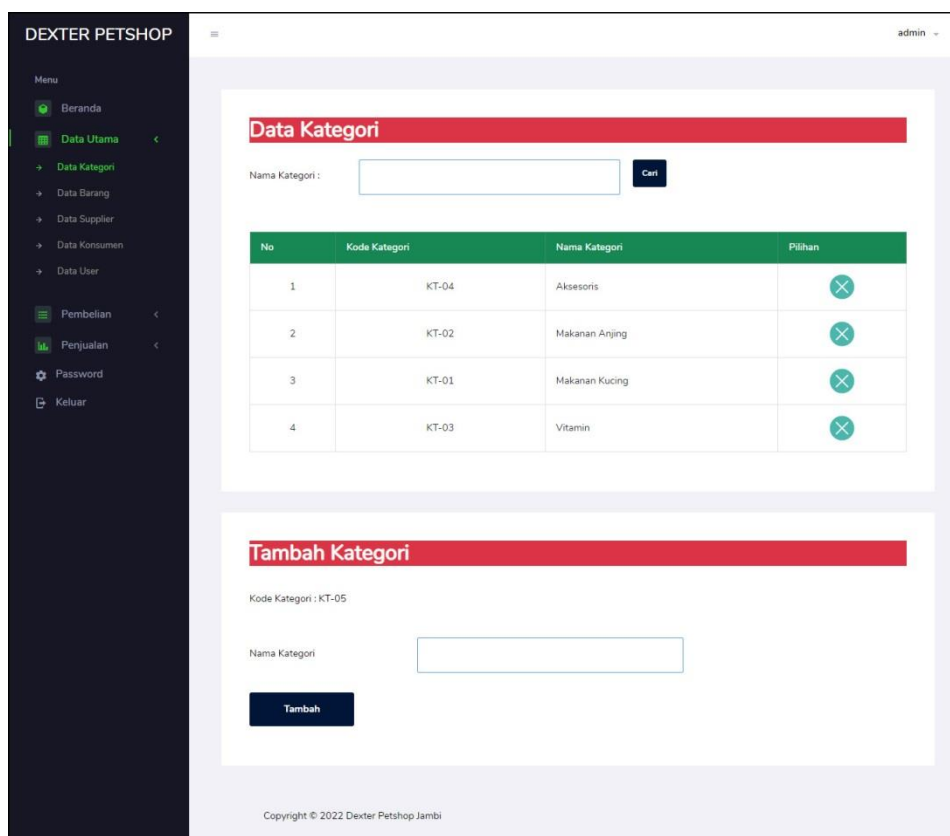 DEXTER PETSHOP
admin
Menu
Beranda
Data Utama
Data Kategori
Data Barang
Data Supplier
Data Konsumen
Data User
Pembelian
Penjualan
Password
Keluar
Data Kategori
Nama Kategori : Cari
No Kode Kategori Nama Kategori Pilihan
1 KT-04 Aksesoris
2 KT-02 Makanan Anjing
3 KT-01 Makanan Kucing
4 KT-03 Vitamin
Tambah Kategori
Kode Kategori : KT-05
Nama Kategori
Tambah
Copyright © 2022 Dexter Petshop Jambi